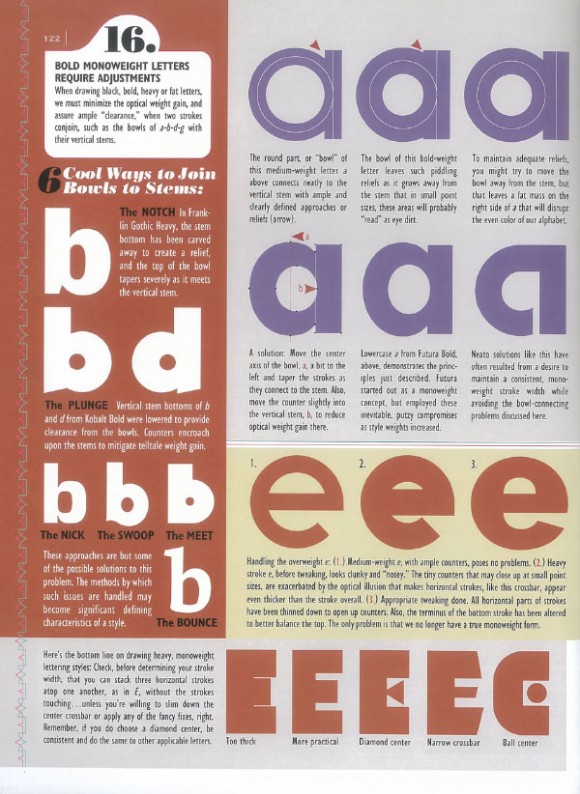 122
16.
BOLD MONOWEIGHT LETTERS
REQUIRE ADJUSTMENTS
When drawing black, bold, heavy or fat letters,
we must minimize the optical weight gain, and
assure ample "clearance," when two strokes
conjoin, such as the bowls of a-b-d-g with
their vertical stems.
6 Cool Ways to Join
Bowls to Stems:
b
The NOTCH In Frank-
lin Gothic Heavy, the stem
bottom has been carved
away to create a relief,
and the top of the bowl
tapers severely as it meets
the vertical stem.
bd
The PLUNGE Vertical stem bottoms of b
and d from Kobalt Bold were lowered to provide
clearance from the bowls. Counters encroach
upon the stems to mitigate telltale weight gain.
b b b
The NICK The SWOOP The MEET
These approaches are but some
of the possible solutions to this
problem. The methods by which
such issues are handled may
become significant defining
characteristics of a style.
b
The BOUNCE
a a a
The round part, or "bowl" of
this medium-weight letter a
above connects neatly to the
vertical stem with ample and
clearly defined approaches or
reliefs (arrow).
The bowl of this bold-weight
letter leaves such piddling
reliefs as it grows away from
the stem that in small point
sizes, these areas will probably
"read" as eye dirt.
To maintain adequate reliefs,
you might try to move the
bowl away from the stem, but
that leaves a fat mass on the
right side of a that will disrupt
the even color of our alphabet.
a
b
a a a
A solution: Move the center
axis of the bowl, a, a bit to the
left and taper the strokes as
they connect to the stem. Also,
move the counter slightly into
the vertical stem, b, to reduce
optical weight gain there.
Lowercase a from Futura Bold,
above, demonstrates the princ-
iples just described. Futura
started out as a monoweight
concept, but employed these
inevitable, putzy compromises
as style weights increased.
Neato solutions like this have
often resulted from a desire to
maintain a consistent, mono-
weight stroke width while
avoiding the bowl-connecting
problems discussed here.
1. 2. 3.
e e e
Handling the overweight e: (1.) Medium-weight e, with ample counters, poses no problems. (2.) Heavy
stroke e, before tweaking, looks clunky and "nosey." The tiny counters that may close up at small point
sizes, are exacerbated by the optical illusion that makes horizontal strokes, like this crossbar, appear
even thicker than the stroke overall. (3.) Appropriate tweaking done. All horizontal parts of strokes
have been thinned down to open up counters. Also, the terminus of the bottom stroke has been altered
to better balance the top. The only problem is that we no longer have a true monoweight form.
Here's the bottom line on drawing heavy, monoweight
lettering styles: Check, before determining your stroke
width, that you can stack three horizontal strokes
atop one another, as in E, without the strokes
touching...unless you're willing to slim down the
center crossbar or apply any of the fancy fixes, right.
Remember, if you do choose a diamond center, be
consistent and do the same to other applicable letters.
E E E E E
Too thick More practical Diamond center Narrow crossbar Ball center